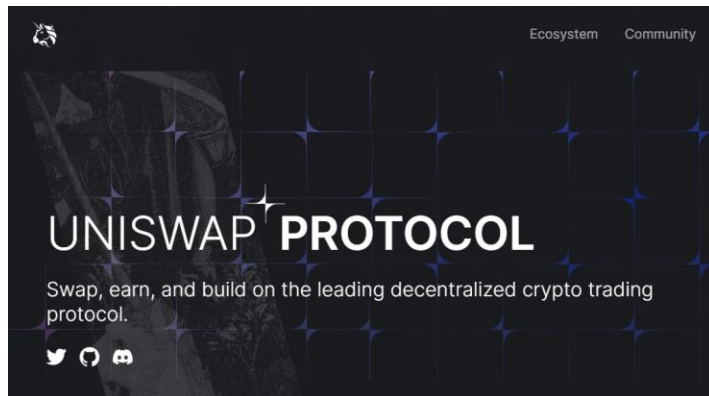 Ecosystem Community
UNISWAP PROTOCOL
Swap, earn, and build on the leading decentralized crypto trading
protocol.